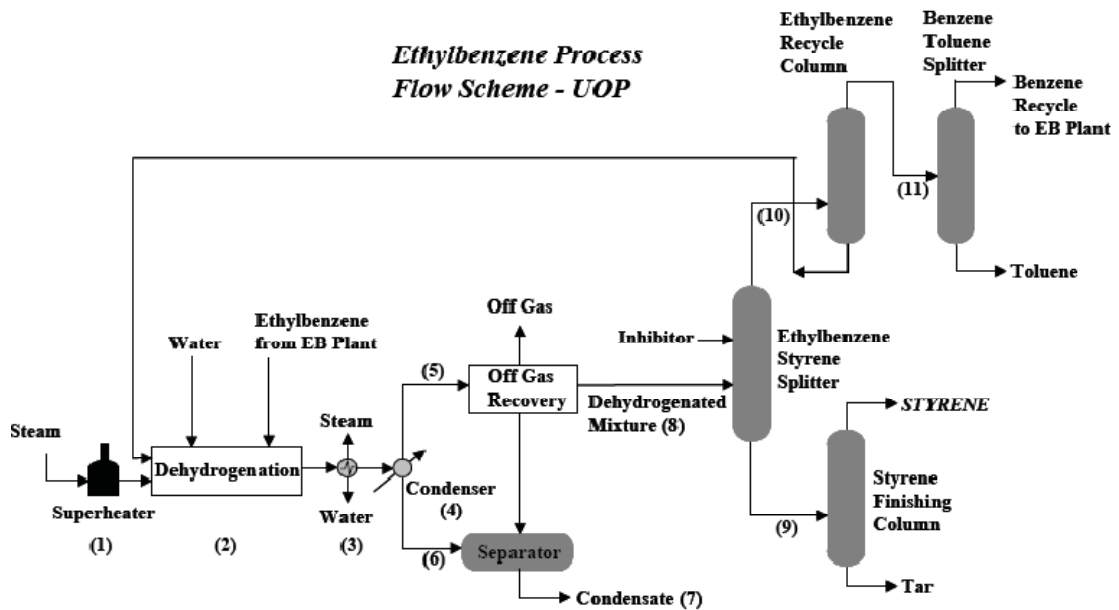 Ethylbenzene Process
Flow Scheme - UOP
Ethylbenzene
Recycle
Column
Benzene
Toluene
Splitter
Benzene
Recycle
to EB Plant
(10)
(11)
Toluene
Off Gas
Inhibitor
Ethylbenzene
Styrene
Splitter
Water
Ethylbenzene
from EB Plant
(5)
Off Gas
Recovery
Dehydrogenated
Mixture (8)
STYRENE
Steam
Steam
Dehydrogenation
Condenser
(4)
Superheater
Water
(1)
(2)
(3)
(6)
Separator
Condensate (7)
(9)
Styrene
Finishing
Column
Tar